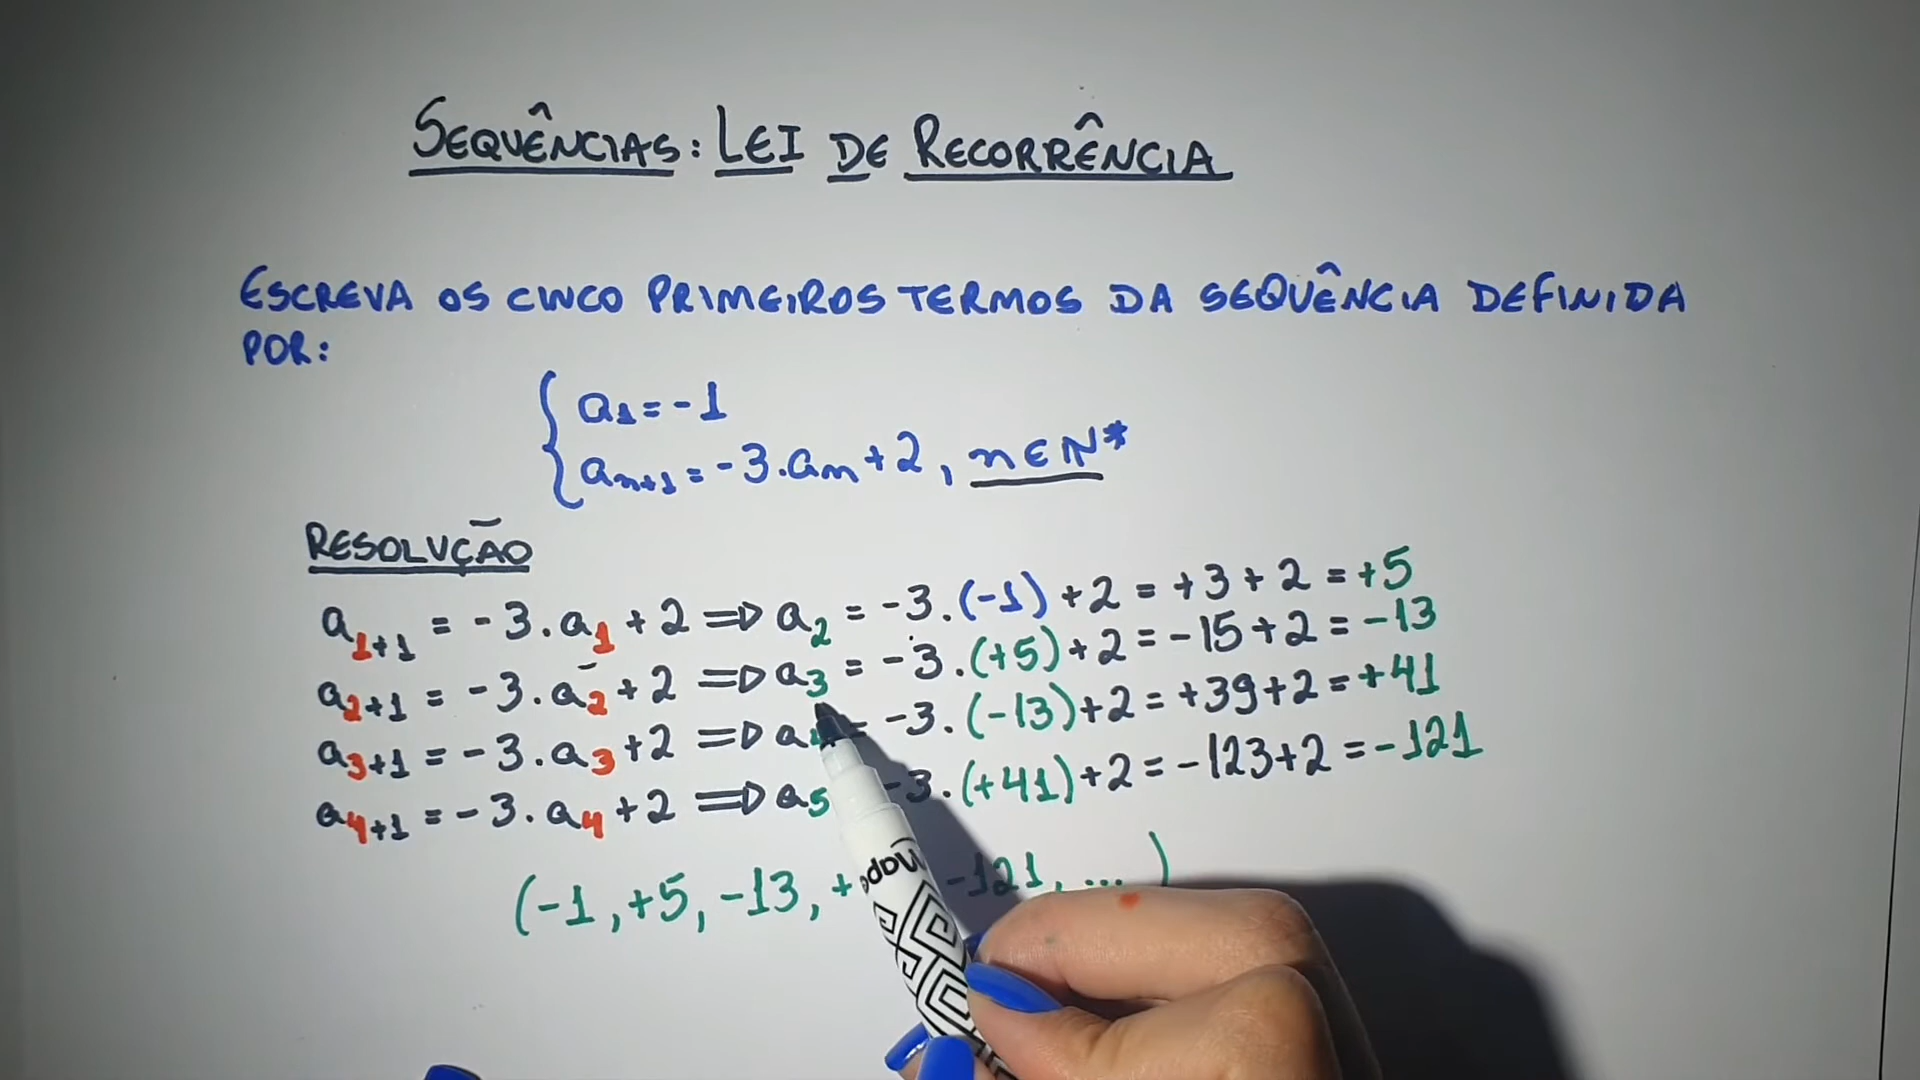 SEQUÊNCIAS: LEI DE RECORRÊNCIA
ESCREVA OS CINCO PRIMEIROS TERMOS DA SEQUÊNCIA DEFINIDA
POR:
a₁ = -1
aₙ₊₁ = -3.aₙ + 2, n ∈ ℕ*
RESOLUÇÃO
a₁₊₁ = -3.a₁ + 2 ⇒ a₂ = -3.(-1) + 2 = +3 + 2 = +5
a₂₊₁ = -3.a₂ + 2 ⇒ a₃ = -3.(+5) + 2 = -15 + 2 = -13
a₃₊₁ = -3.a₃ + 2 ⇒ a₄ = -3.(-13) + 2 = +39 + 2 = +41
a₄₊₁ = -3.a₄ + 2 ⇒ a₅ -3.(+41) + 2 = -123 + 2 = -121
(-1, +5, -13, + -121, ...)